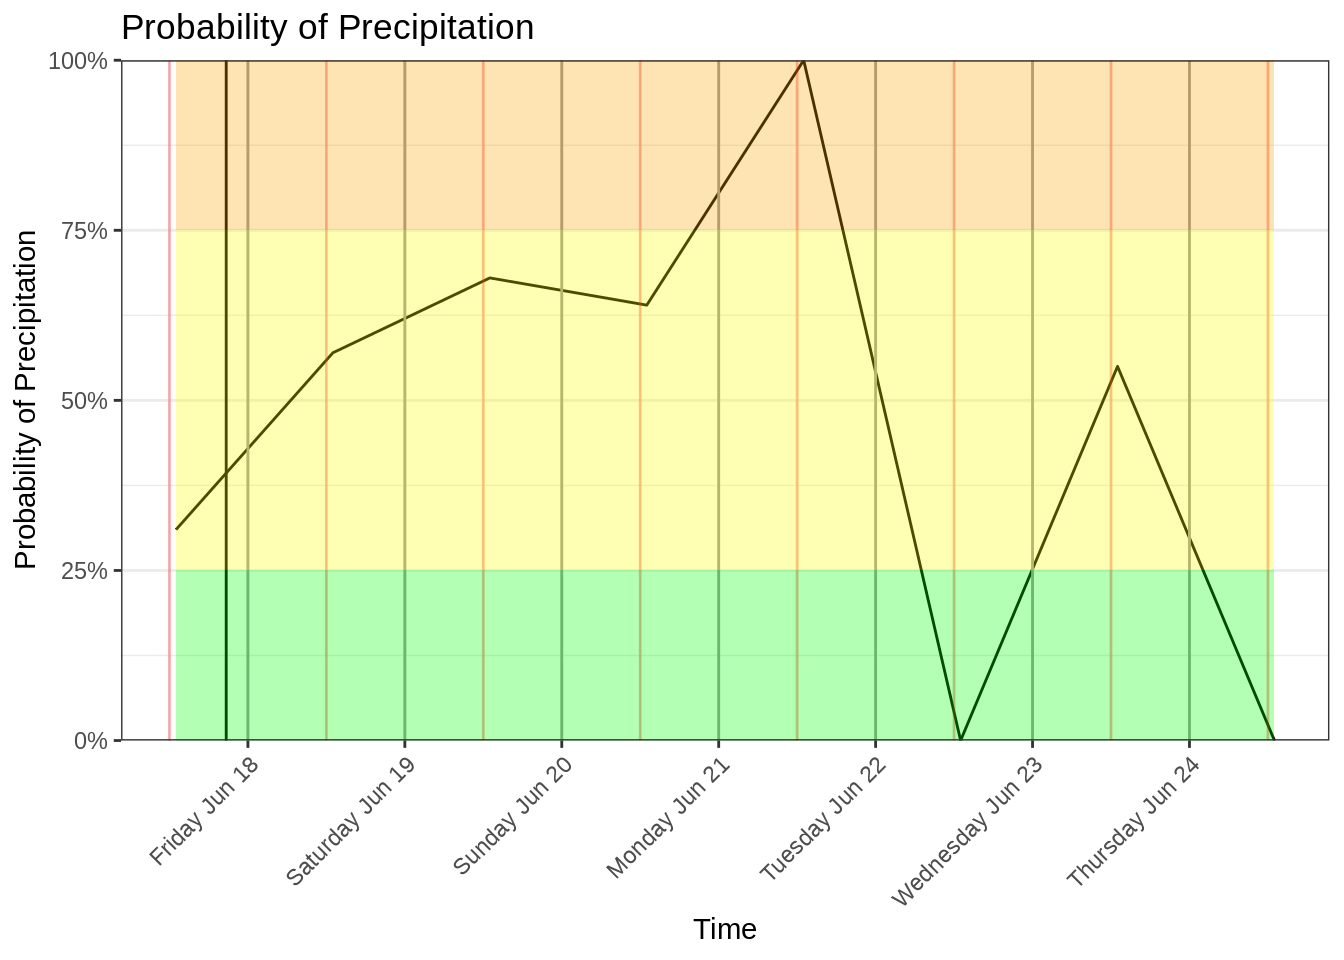 Probability of Precipitation
Probability of Precipitation
100%
75%
50%
25%
0%
Friday Jun 18
Saturday Jun 19
Sunday Jun 20
Monday Jun 21
Tuesday Jun 22
Wednesday Jun 23
Thursday Jun 24
Time